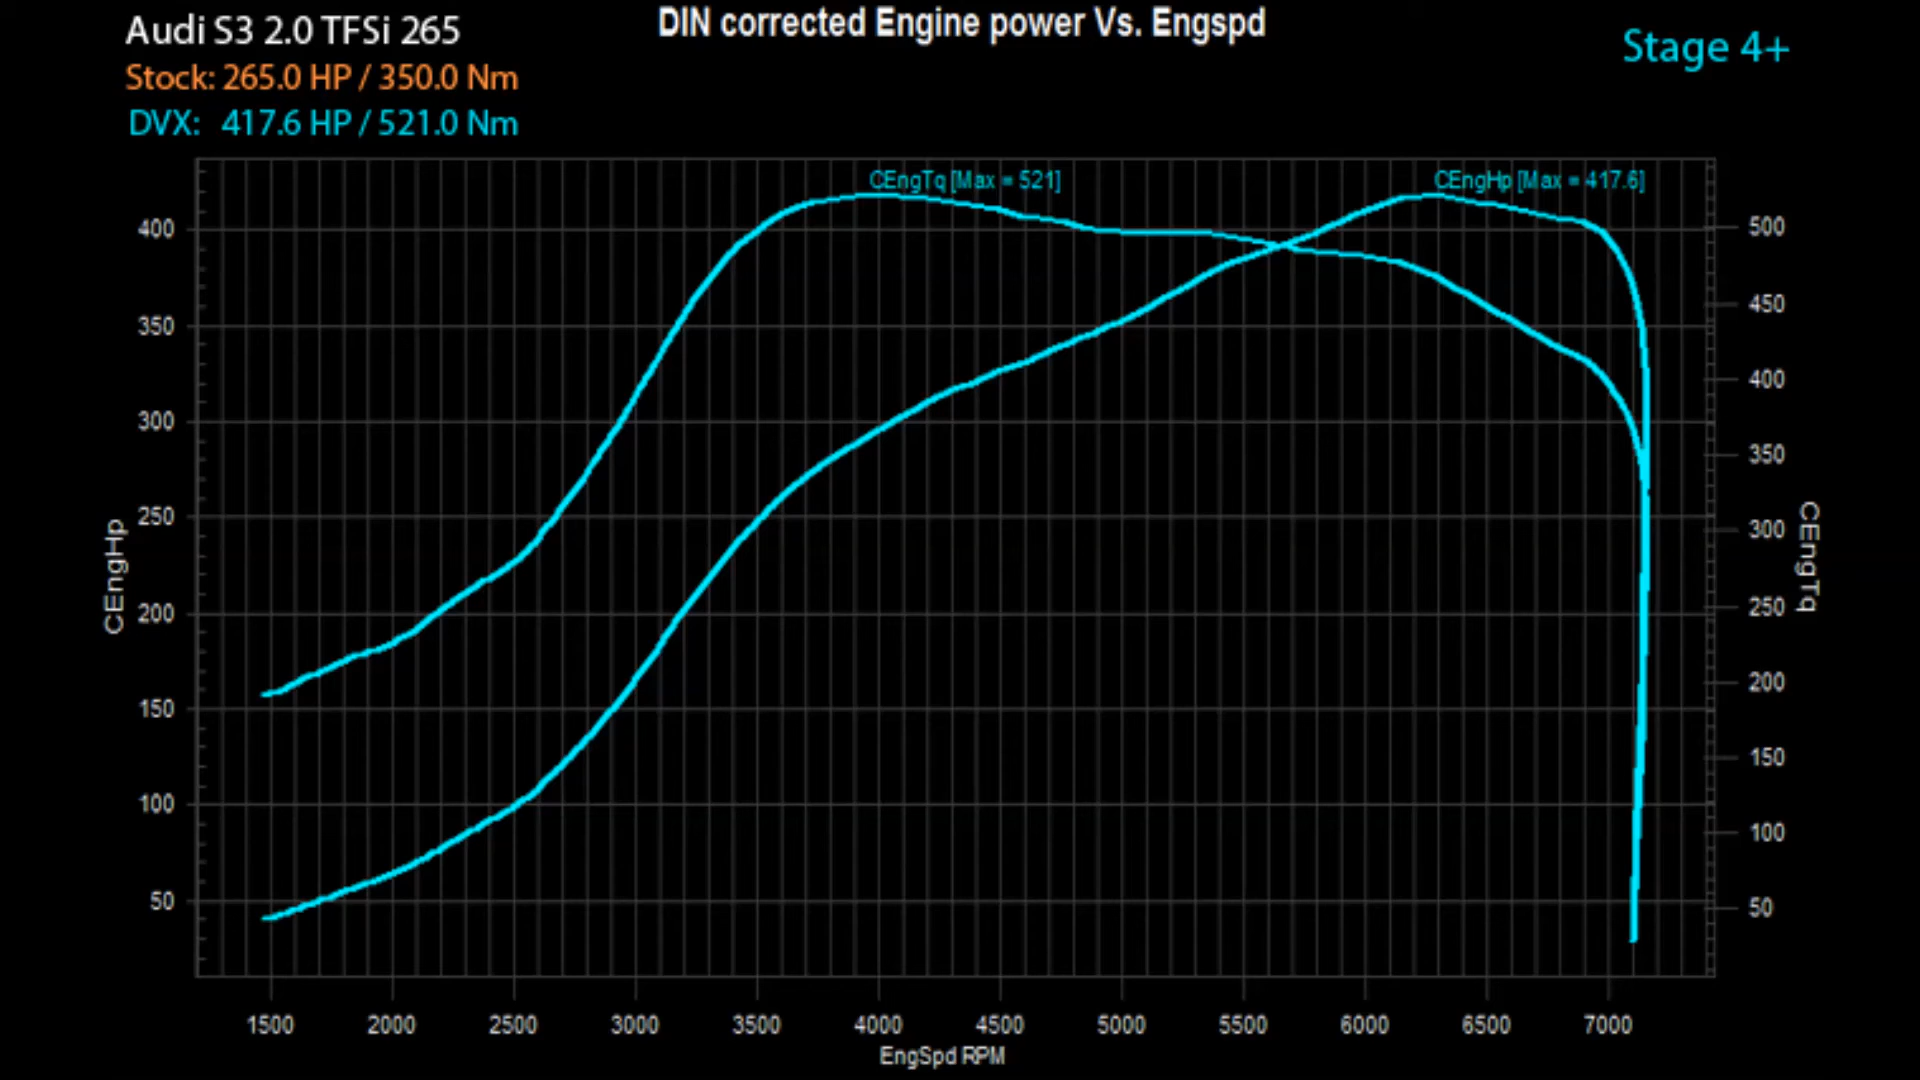 Audi S3 2.0 TFSi 265
DIN corrected Engine power Vs. Engspd
Stage 4+
Stock: 265.0 HP / 350.0 Nm
DVX: 417.6 HP / 521.0 Nm
CEngTq [Max = 521]
CEngHp [Max = 417.6]
400
350
300
250
200
150
100
50
CEngHp
500
450
400
350
300
250
200
150
100
50
CEngTq
1500 2000 2500 3000 3500 4000 4500 5000 5500 6000 6500 7000
EngSpd RPM